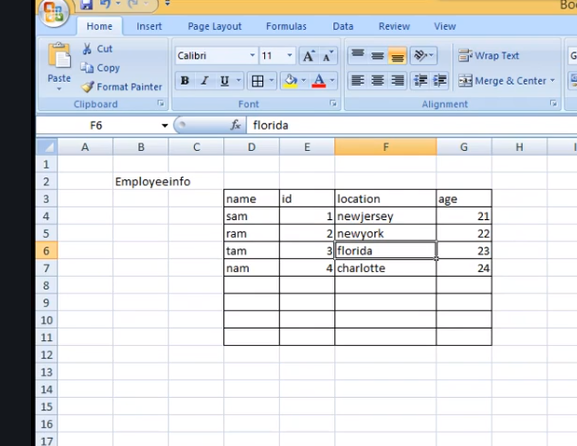 Boo
Home Insert Page Layout Formulas Data Review View
Paste Cut Copy Format Painter
Calibri 11 A A Wrap Text G
B I U A Merge & Center
Clipboard Font Alignment
F6 fx florida
A B C D E F G H
1
2 Employeeinfo
3 name id location age
4 sam 1 newjersey 21
5 ram 2 newyork 22
6 tam 3 florida 23
7 nam 4 charlotte 24
8
9
10
11
12
13
14
15
16
17